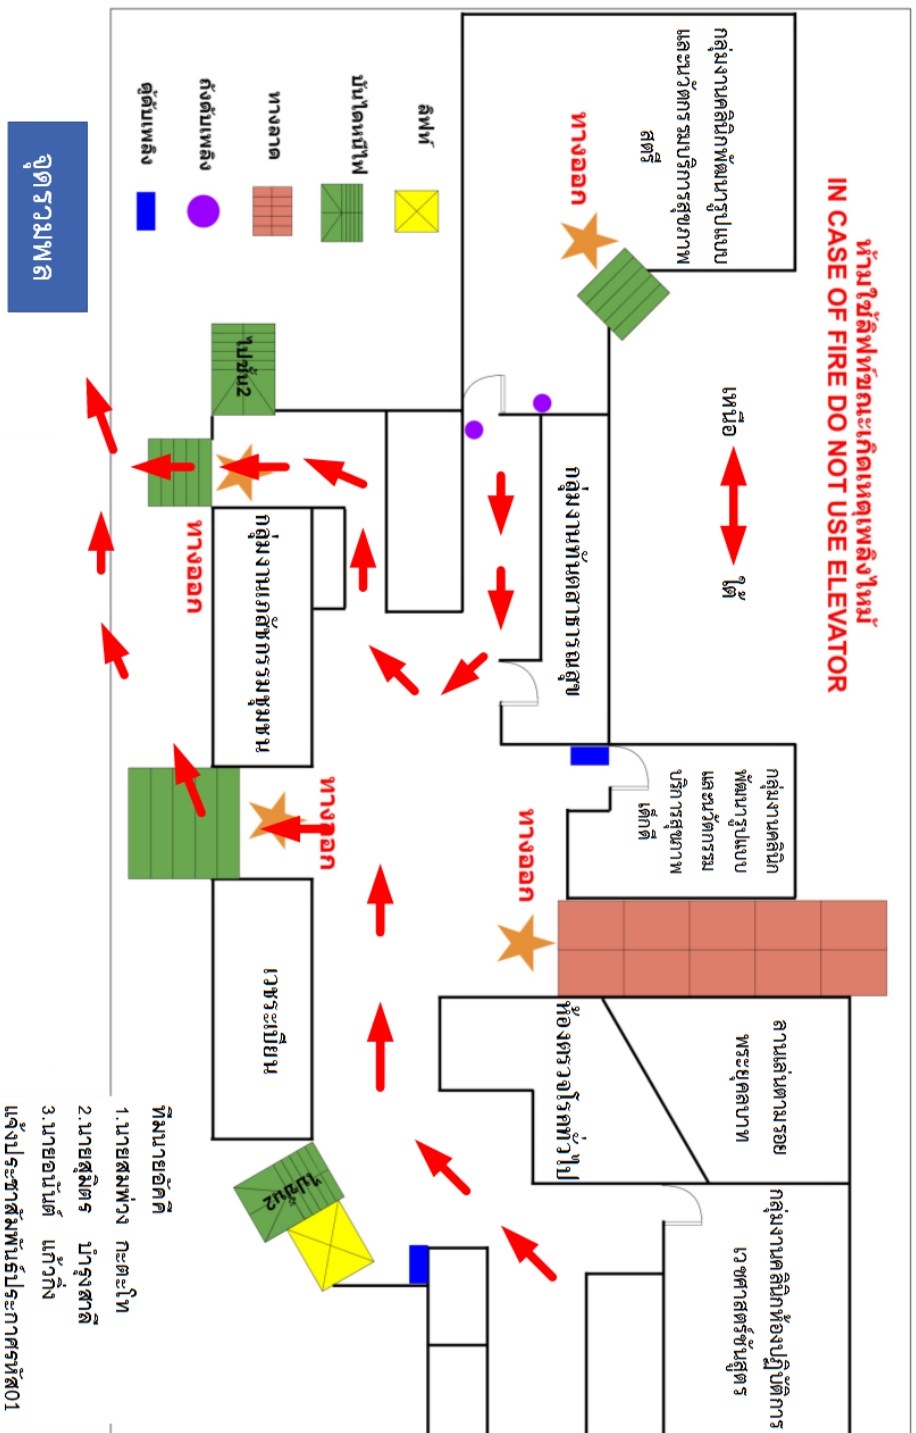 ห้ามใช้ลิฟท์ขณะเกิดเหตุเพลิงไหม้
IN CASE OF FIRE DO NOT USE ELEVATOR
กลุ่มงานคลินิกพัฒนารูปแบบ
และนวัตกรรมบริการสุขภาพ
สตรี
เหนือ
ใต้
กลุ่มงานคลินิก
พัฒนารูปแบบ
และนวัตกรรม
บริการสุขภาพ
เด็กดี
ลานเล่นตามรอย
พระยุคลบาท
กลุ่มงานคลินิกห้องปฏิบัติการ
เวชศาสตร์ชันสูตร
ทางออก
กลุ่มงานทันตสาธารณสุข
ทางออก
ห้องตรวจโรคทั่วไป
ลิฟท์
บันไดหนีไฟ
ทางลาด
ถังดับเพลิง
ตู้ดับเพลิง
ไปชั้น2
กลุ่มงานเภสัชกรรมชุมชน
ทางออก
ทางออก
เวชระเบียน
ไปชั้น2
จุดรวมพล
ทีมนายอัคคี
1.นายสมพ่วง กะตะโท
2.นายสุมิตร บำรุงสาลี
3.นายอนันต์ แก้วกิ่ง
แจ้งประชาสัมพันธ์ประกาศรหัส01